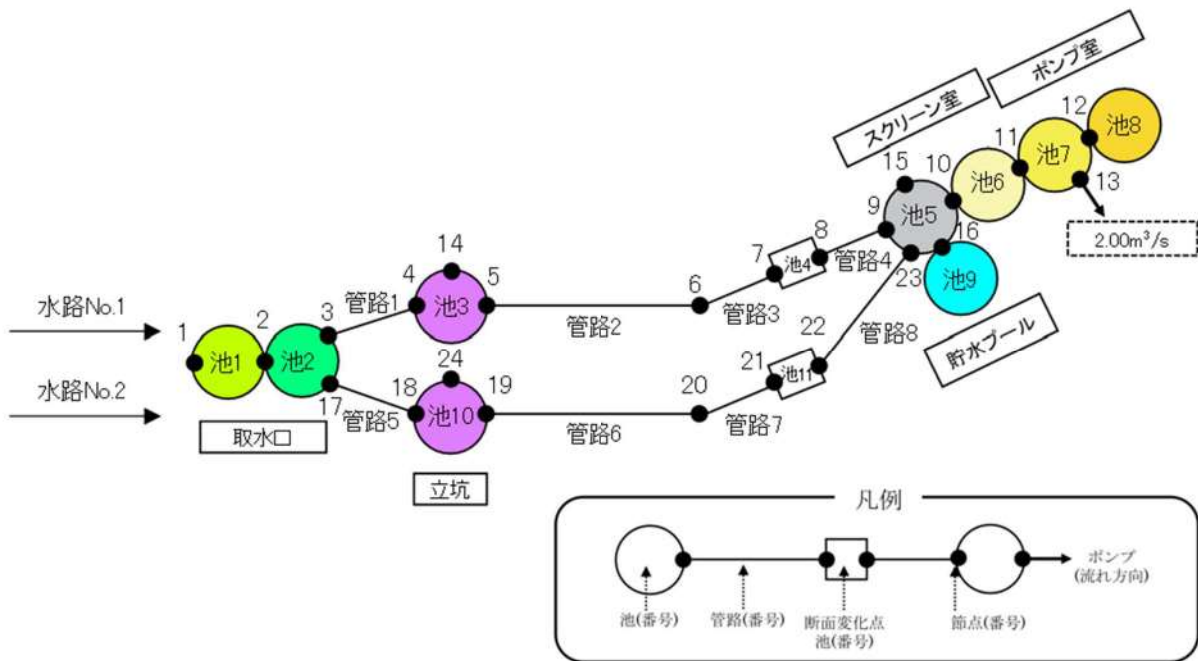 ポンプ室
スクリーン室
12
池8
11
池7
15
10
池6
13
9
池5
16
2.00m³/s
8
7
池4
管路4
23
池9
14
4
池3
5
6
管路3
管路1
管路2
水路No.1
3
1
2
池1
池2
22
管路8
貯水プール
24
21
池11
水路No.2
17
18
池10
19
20
管路5
管路6
管路7
取水口
立坑
凡例
ポンプ
(流れ方向)
池(番号)
管路(番号)
断面変化点
池(番号)
節点(番号)